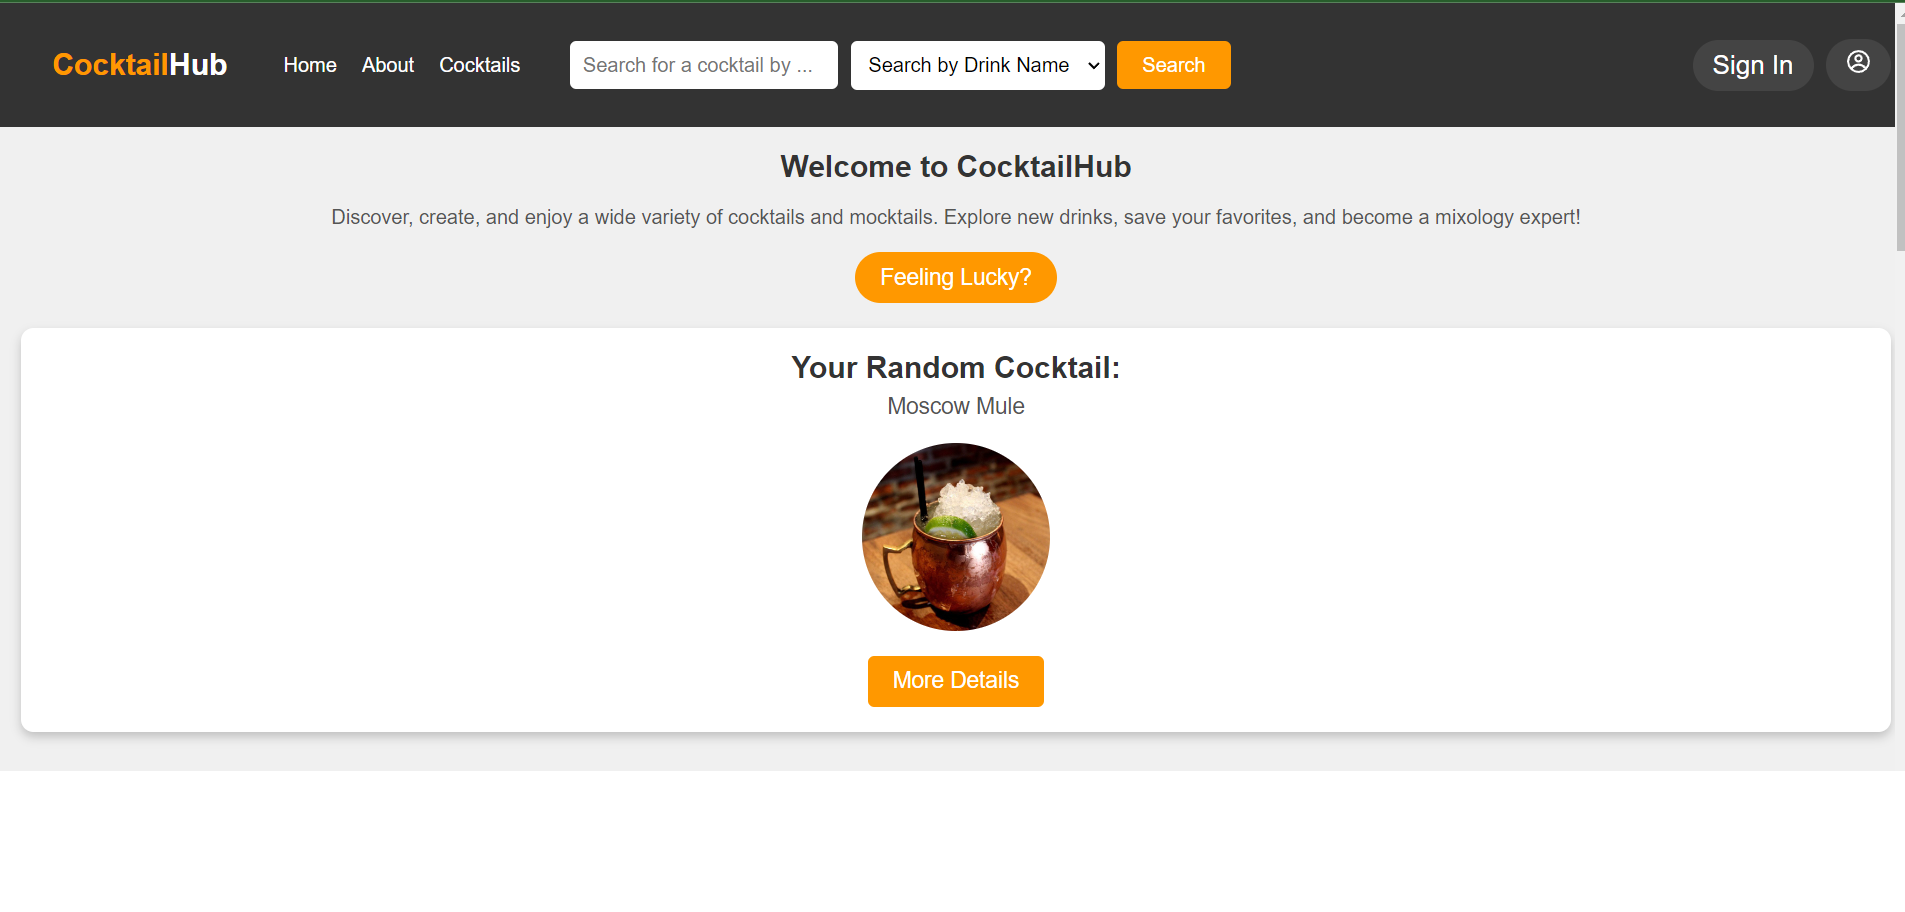 CocktailHub Home About Cocktails Search for a cocktail by ... Search by Drink Name Search Sign In
Welcome to CocktailHub
Discover, create, and enjoy a wide variety of cocktails and mocktails. Explore new drinks, save your favorites, and become a mixology expert!
Feeling Lucky?
Your Random Cocktail:
Moscow Mule
More Details